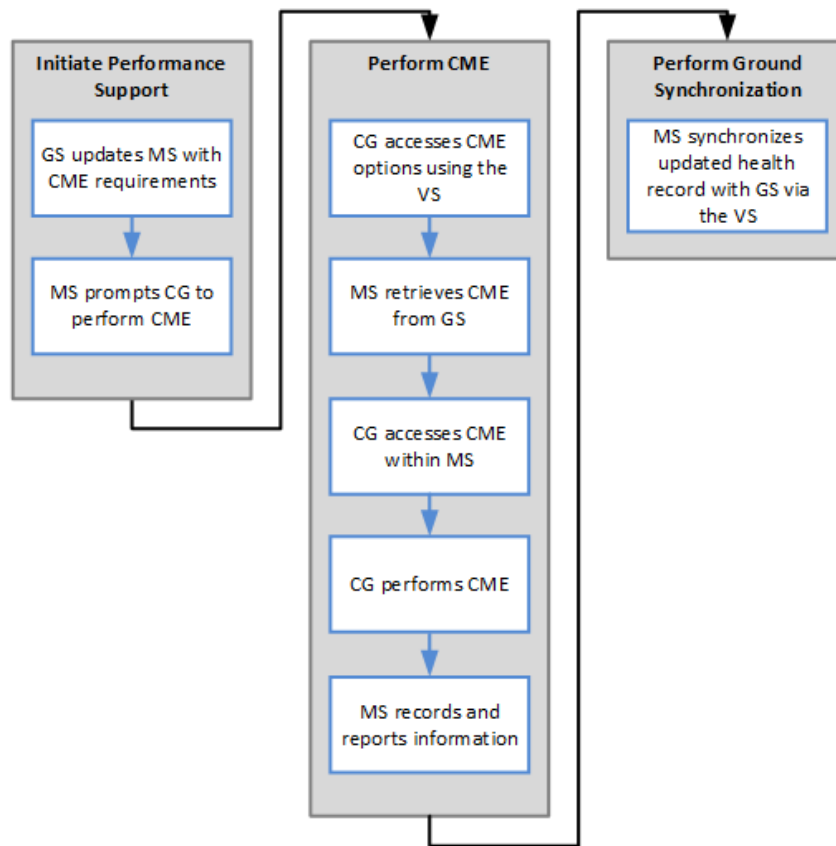 Initiate Performance
Support
GS updates MS with
CME requirements
MS prompts CG to
perform CME
Perform CME
CG accesses CME
options using the
VS
MS retrieves CME
from GS
CG accesses CME
within MS
CG performs CME
MS records and
reports information
Perform Ground
Synchronization
MS synchronizes
updated health
record with GS via
the VS